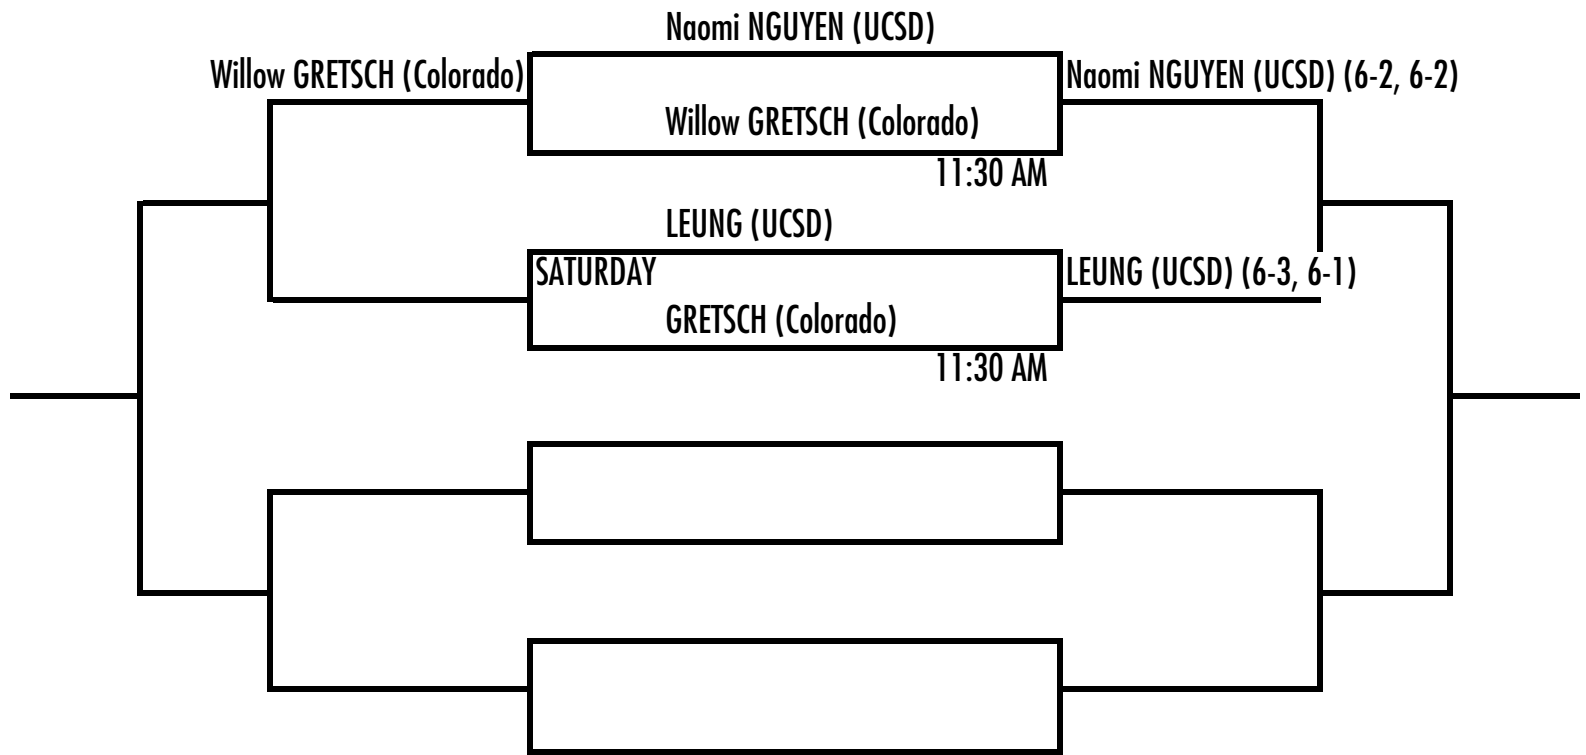 Naomi NGUYEN (UCSD)
Willow GRETSCH (Colorado)
Naomi NGUYEN (UCSD) (6-2, 6-2)
Willow GRETSCH (Colorado)
11:30 AM
LEUNG (UCSD)
SATURDAY
LEUNG (UCSD) (6-3, 6-1)
GRETSCH (Colorado)
11:30 AM